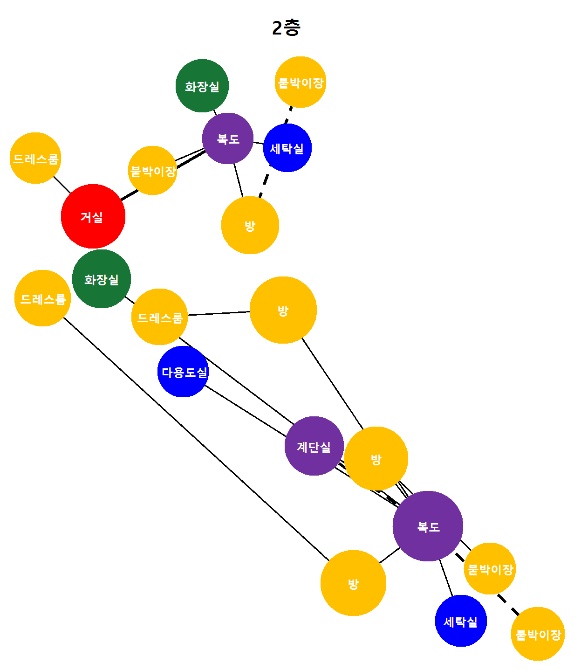 2층
화장실
붙박이장
복도
세탁실
드레스룸
붙박이장
거실
방
화장실
드레스룸
드레스룸
방
다용도실
계단실
방
복도
붙박이장
방
세탁실
붙박이장